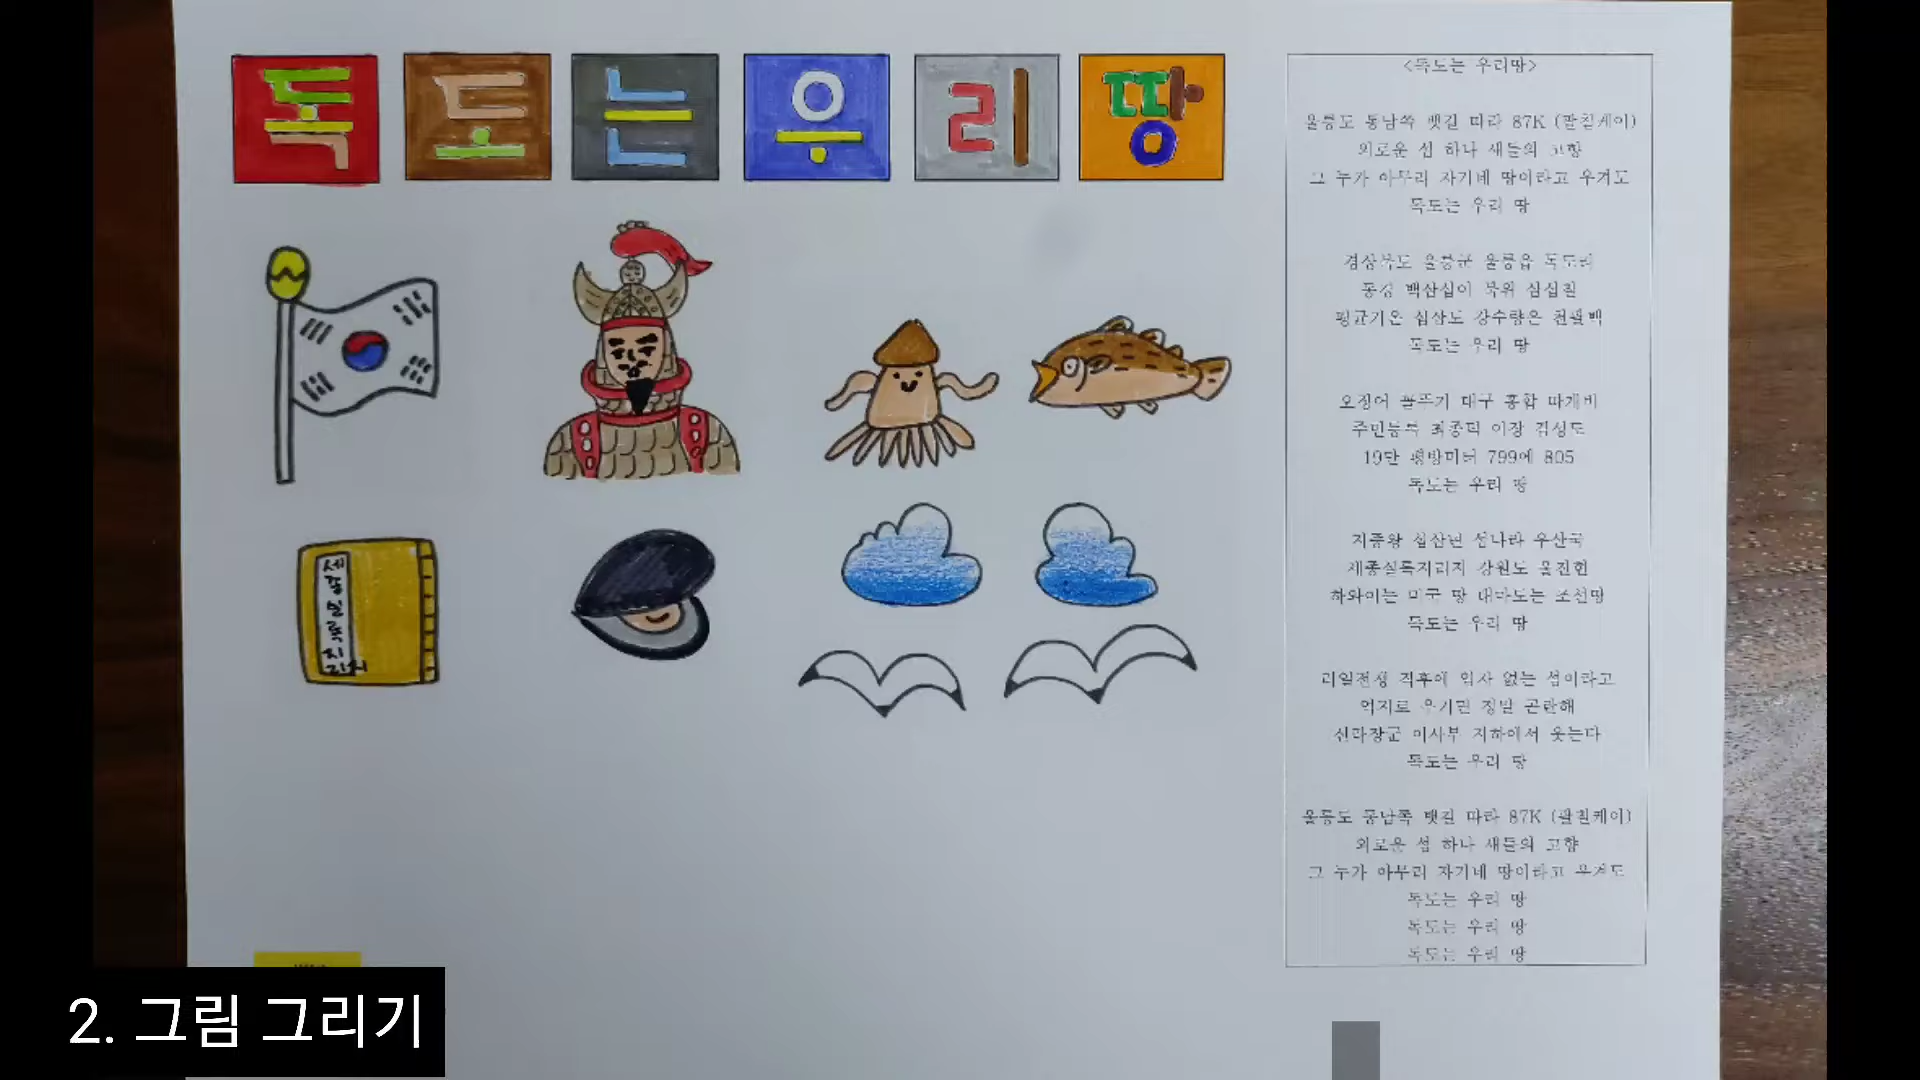 독도는우리땅
<독도는 우리땅>
울릉도 동남쪽 뱃길 따라 87K (팔칠케이)
외로운 섬 하나 새들의 고향
그 누가 아무리 자기네 땅이라고 우겨도
독도는 우리 땅
경상북도 울릉군 울릉읍 독도리
동경 백삼십이 북위 삼십칠
평균기온 십삼도 강수량은 천팔백
독도는 우리 땅
오징어 꼴뚜기 대구 홍합 따개비
주민등록 최종덕 이장 김성도
19만 평방미터 799에 805
독도는 우리 땅
지증왕 십삼년 섬나라 우산국
세종실록지리지 강원도 울진현
하와이는 미국 땅 대마도는 조선땅
독도는 우리 땅
러일전쟁 직후에 임자 없는 섬이라고
억지로 우기면 정말 곤란해
신라장군 이사부 지하에서 웃는다
독도는 우리 땅
울릉도 동남쪽 뱃길 따라 87K (팔칠케이)
외로운 섬 하나 새들의 고향
그 누가 아무리 자기네 땅이라고 우겨도
독도는 우리 땅
독도는 우리 땅
독도는 우리 땅
세종실록지리지
2. 그림 그리기